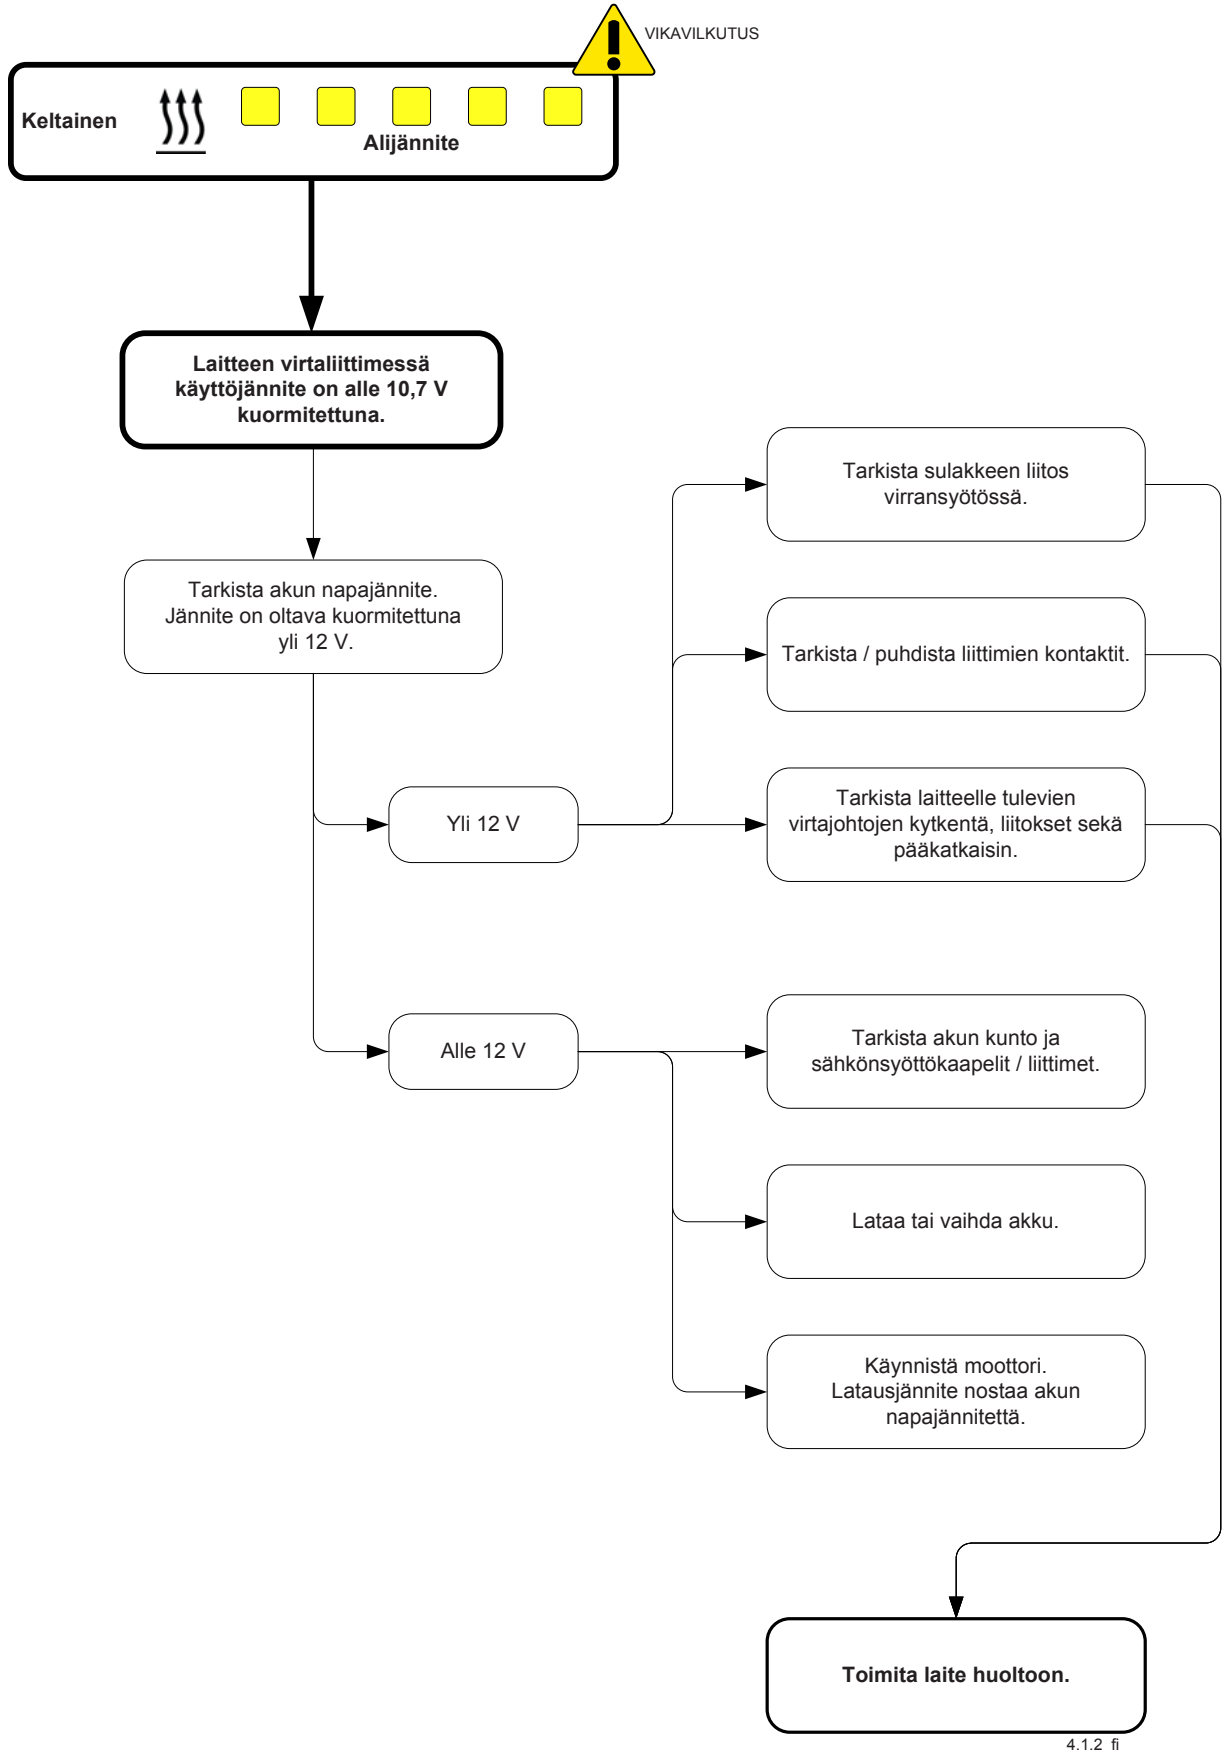 VIKAVILKUTUS
Keltainen
Alijännite
Laitteen virtaliittimessä
käyttöjännite on alle 10,7 V
kuormitettuna.
Tarkista akun napajännite.
Jännite on oltava kuormitettuna
yli 12 V.
Yli 12 V
Tarkista sulakkeen liitos
virransyötössä.
Tarkista / puhdista liittimien kontaktit.
Tarkista laitteelle tulevien
virtajohtojen kytkentä, liitokset sekä
pääkatkaisin.
Alle 12 V
Tarkista akun kunto ja
sähkönsyöttökaapelit / liittimet.
Lataa tai vaihda akku.
Käynnistä moottori.
Latausjännite nostaa akun
napajännitettä.
Toimita laite huoltoon.
4.1.2_fi